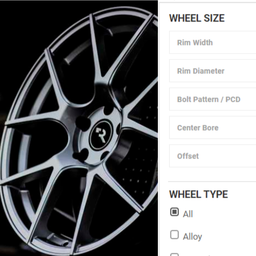 WHEEL SIZE
Rim Width
Rim Diameter
Bolt Pattern / PCD
Center Bore
Offset
WHEEL TYPE
All
Alloy